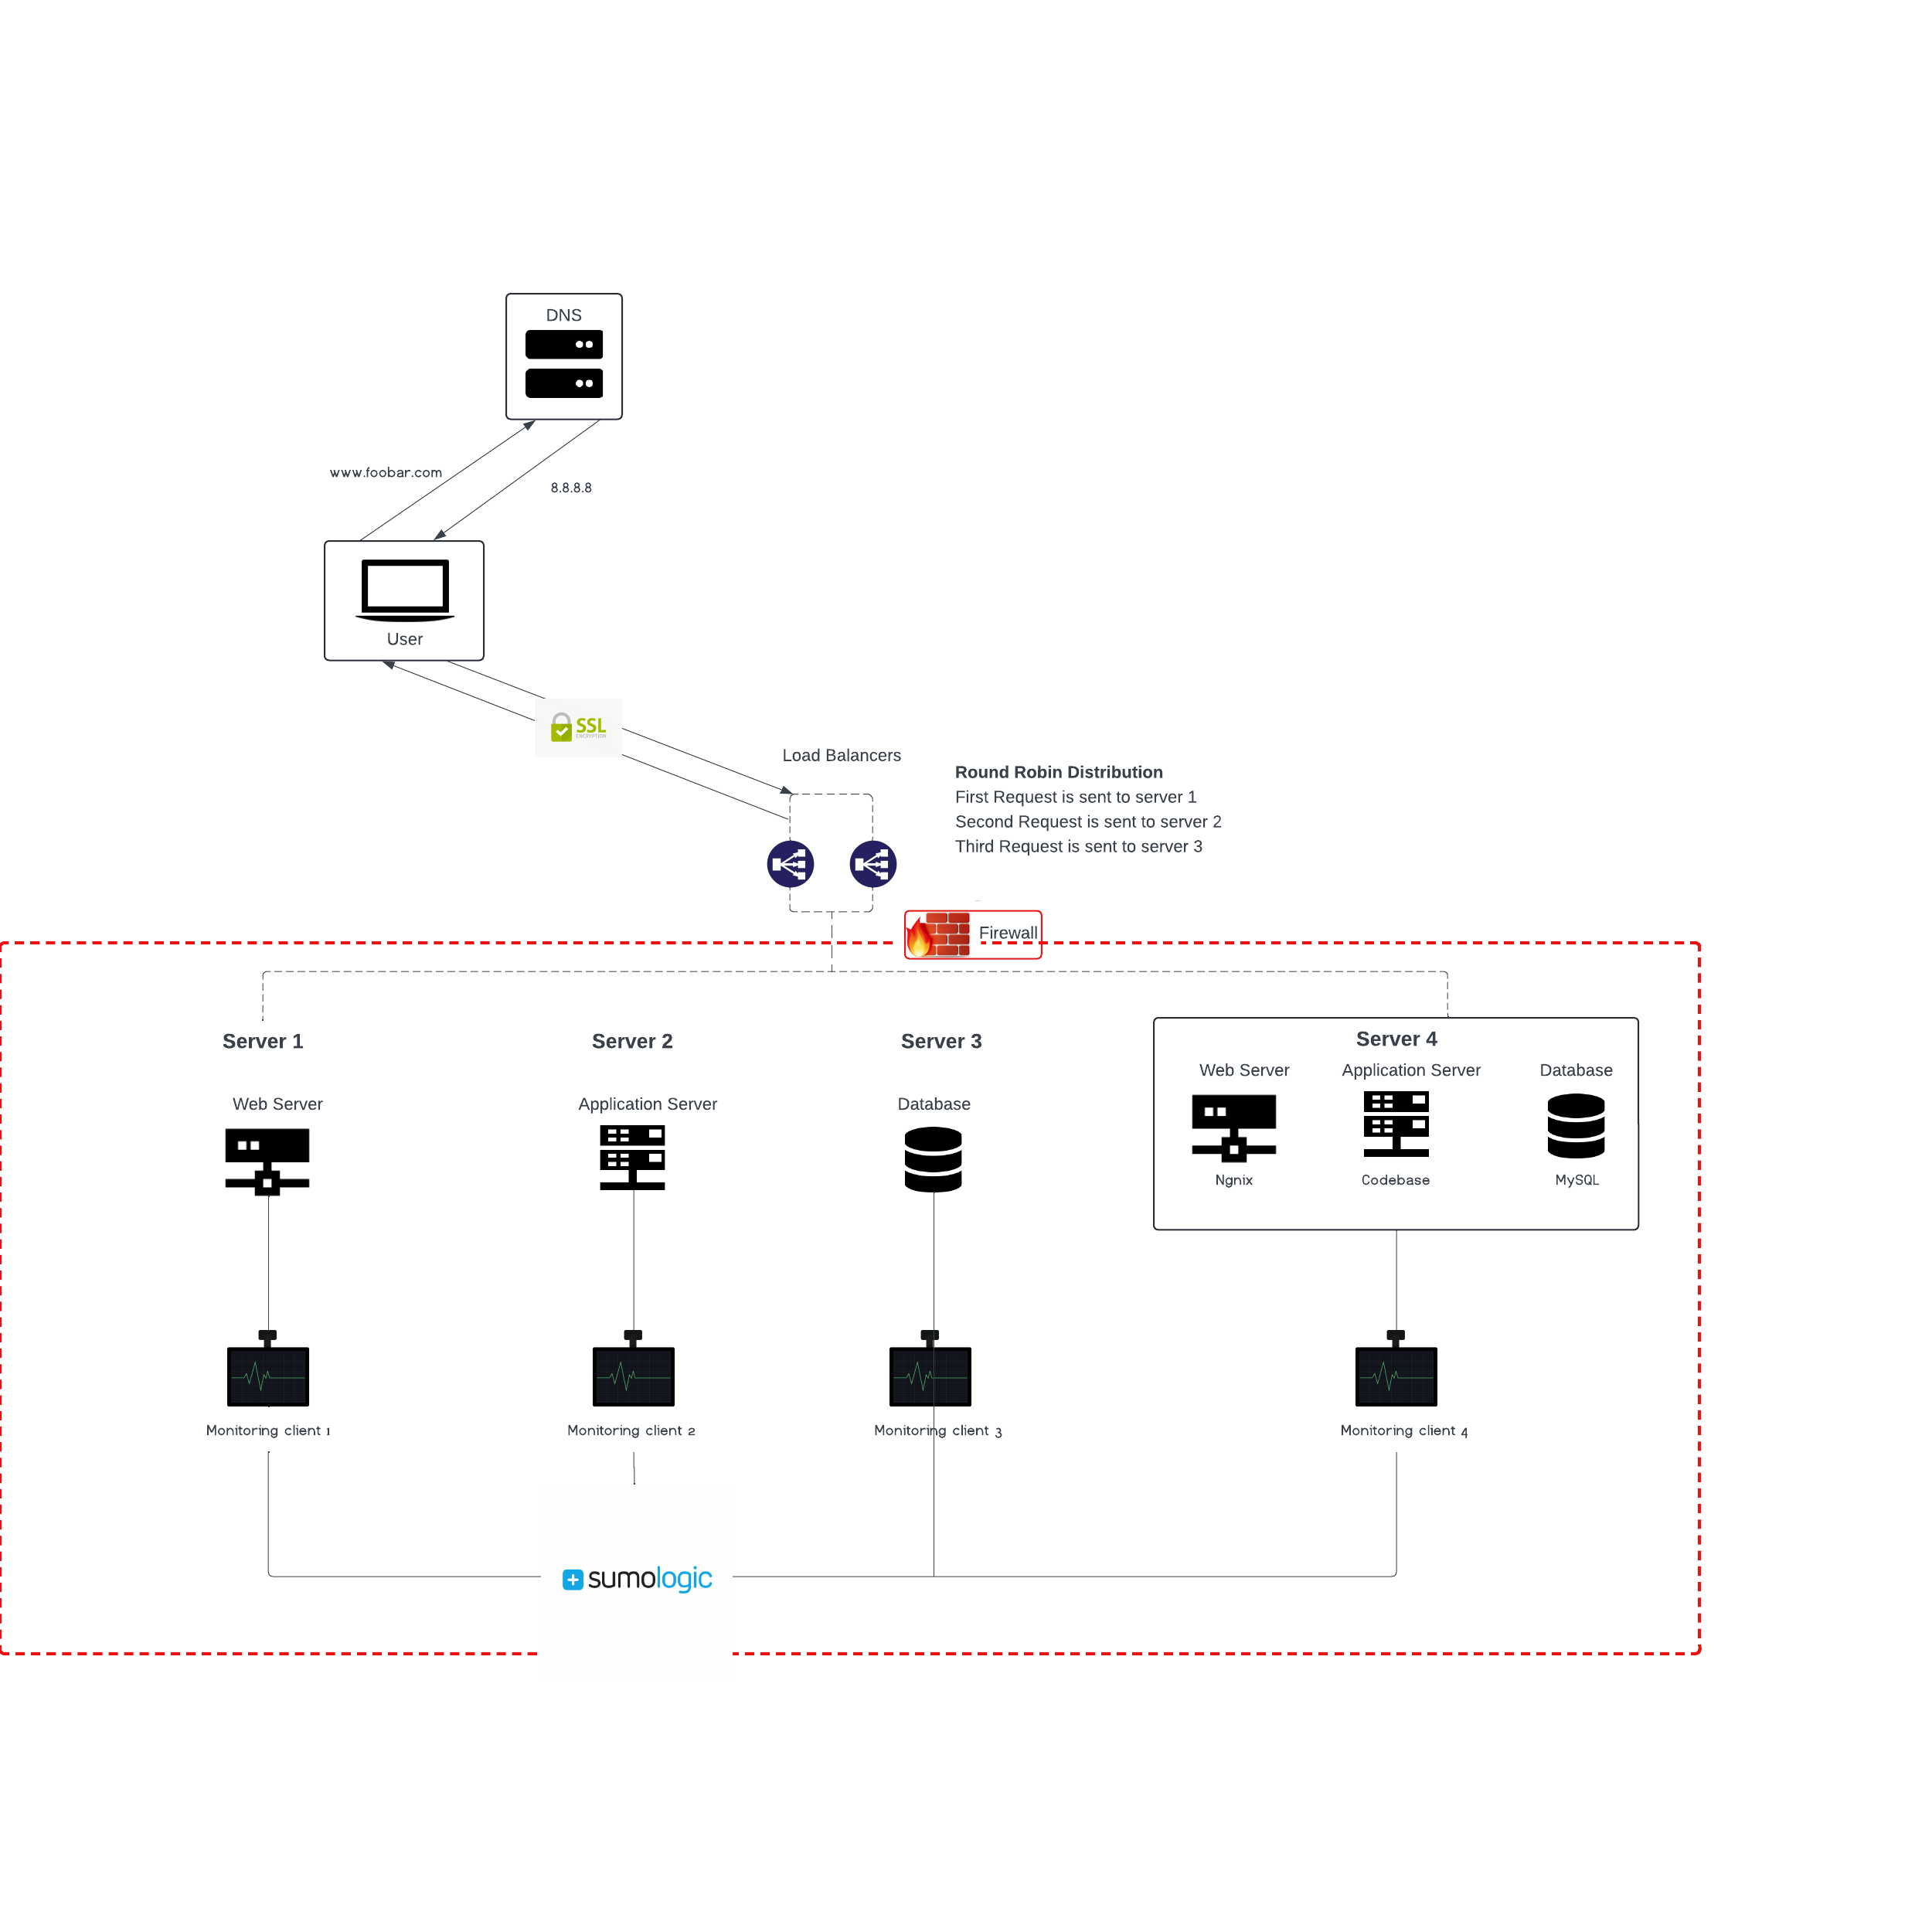 DNS
www.foobar.com
8.8.8.8
User
SSL
ENCRYPTION
Load Balancers
Round Robin Distribution
First Request is sent to server 1
Second Request is sent to server 2
Third Request is sent to server 3
Firewall
Server 1
Server 2
Server 3
Server 4
Web Server
Application Server
Database
Web Server
Application Server
Database
Ngnix
Codebase
MySQL
Monitoring client 1
Monitoring client 2
Monitoring client 3
Monitoring client 4
sumologic